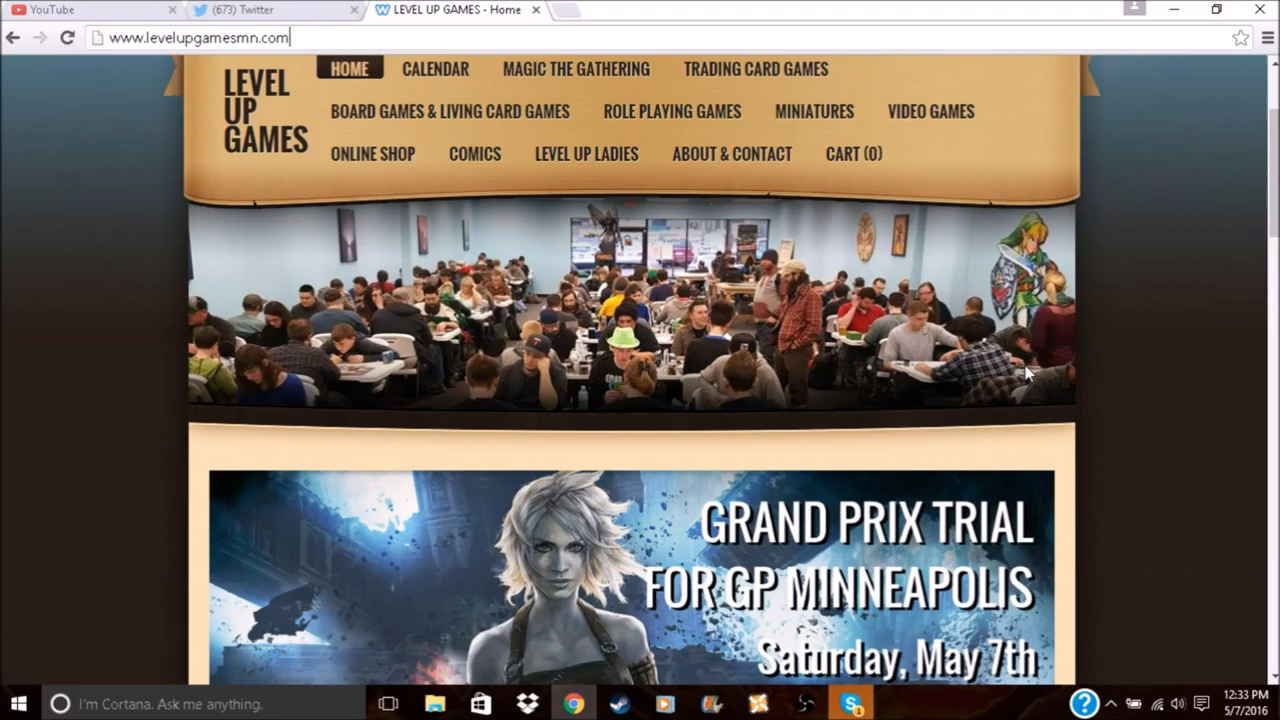 YouTube
(673) Twitter
LEVEL UP GAMES - Home
www.levelupgamesmn.com
LEVEL
UP
GAMES
HOME CALENDAR MAGIC THE GATHERING TRADING CARD GAMES
BOARD GAMES & LIVING CARD GAMES ROLE PLAYING GAMES MINIATURES VIDEO GAMES
ONLINE SHOP COMICS LEVEL UP LADIES ABOUT & CONTACT CART (0)
GRAND PRIX TRIAL
FOR GP MINNEAPOLIS
Saturday, May 7th
I'm Cortana. Ask me anything.
1
12:33 PM
5/7/2016